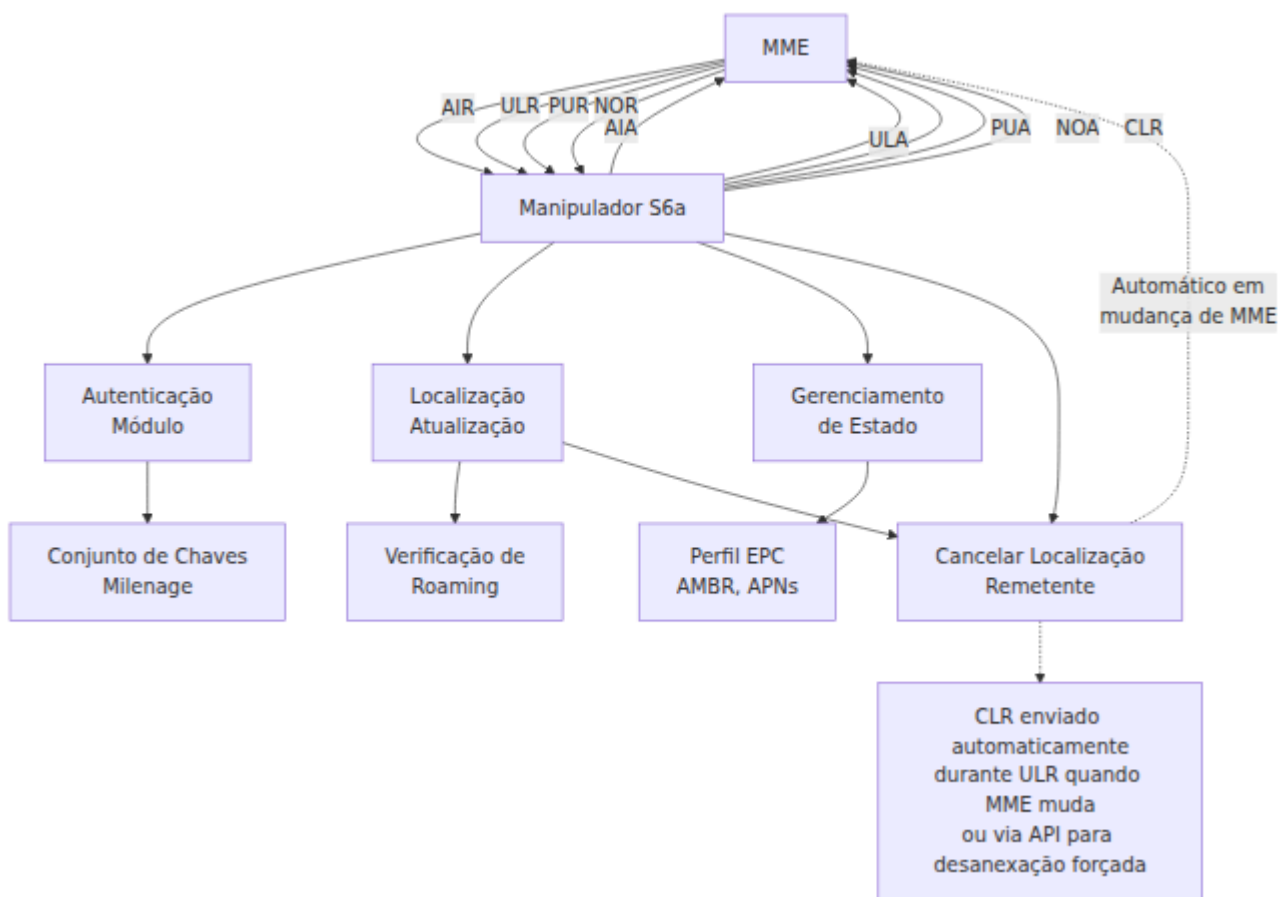 MME
AIR
ULR
PUR
NOR
AIA
ULA
PUA
NOA
CLR
Manipulador S6a
Automático em
mudança de MME
Autenticação
Módulo
Localização
Atualização
Gerenciamento
de Estado
Conjunto de Chaves
Milenage
Verificação de
Roaming
Perfil EPC
AMBR, APNs
Cancelar Localização
Remetente
CLR enviado
automaticamente
durante ULR quando
MME muda
ou via API para
desanexação forçada